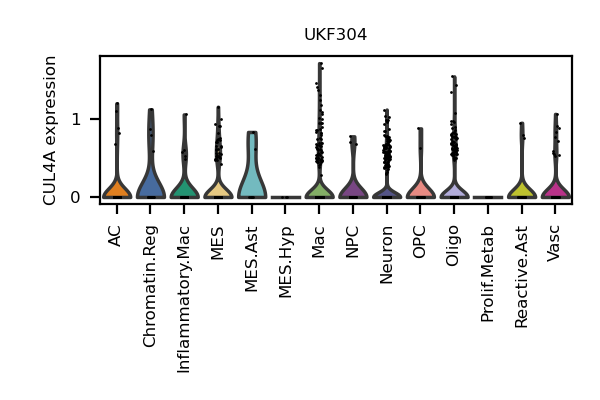 UKF304
CUL4A expression
1
0
AC
Chromatin.Reg
Inflammatory.Mac
MES
MES.Ast
MES.Hyp
Mac
NPC
Neuron
OPC
Oligo
Prolif.Metab
Reactive.Ast
Vasc